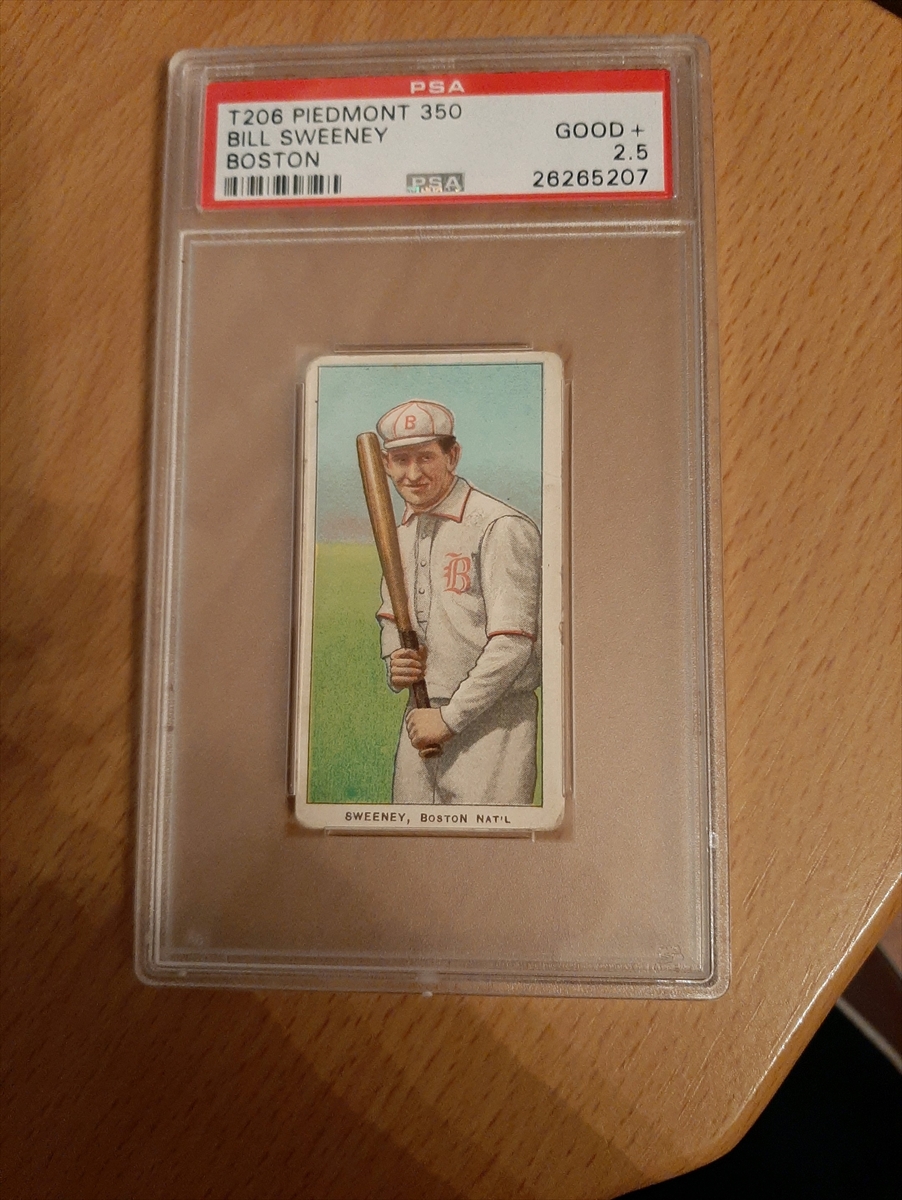 PSA
T206 PIEDMONT 350
BILL SWEENEY GOOD +
BOSTON 2.5
PSA 26265207
B
B
SWEENEY, BOSTON NAT'L